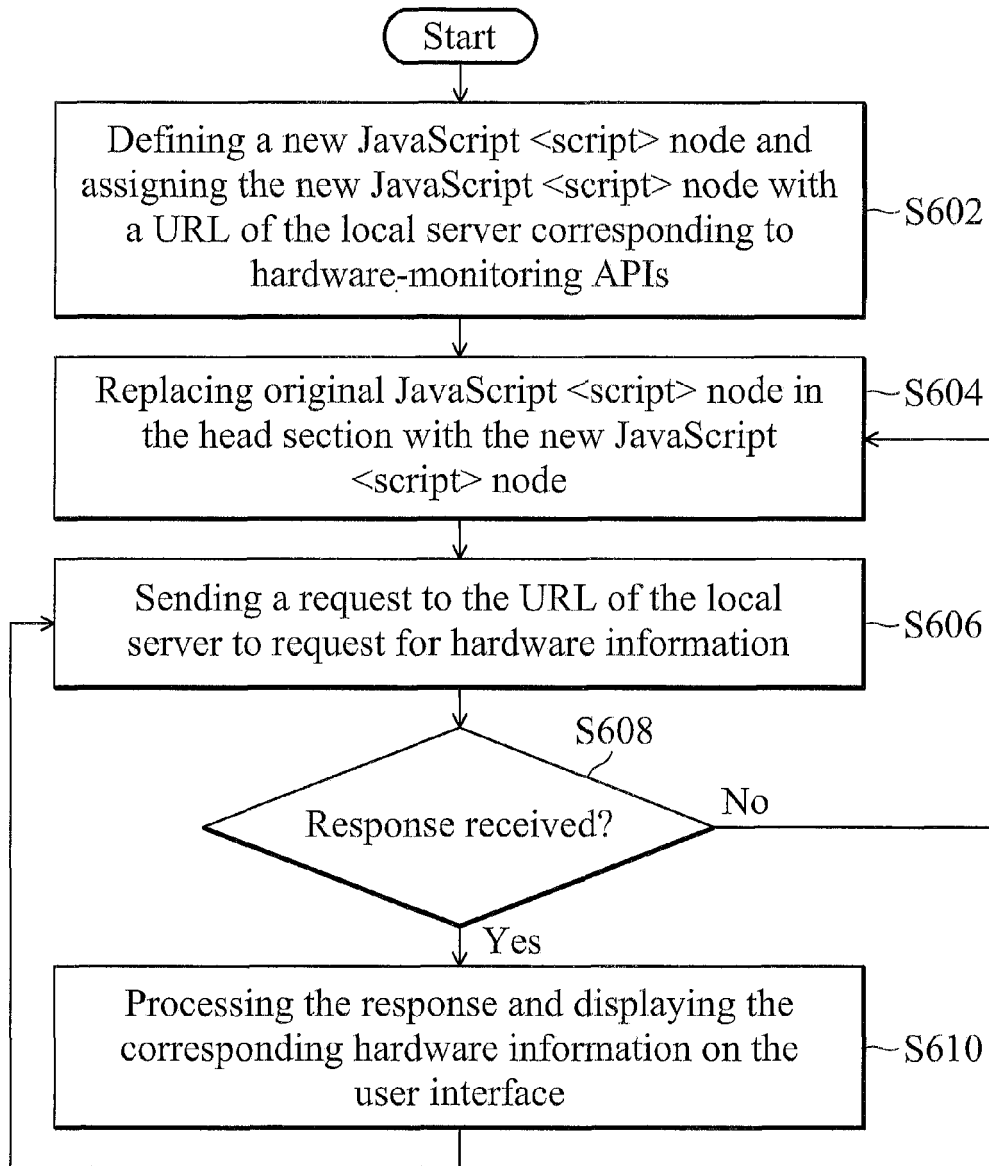 Start
Defining a new JavaScript <script> node and
assigning the new JavaScript <script> node with
a URL of the local server corresponding to
hardware-monitoring APIs
S602
Replacing original JavaScript <script> node in
the head section with the new JavaScript
<script> node
S604
Sending a request to the URL of the local
server to request for hardware information
S606
S608
Response received?
No
Yes
Processing the response and displaying the
corresponding hardware information on the
user interface
S610